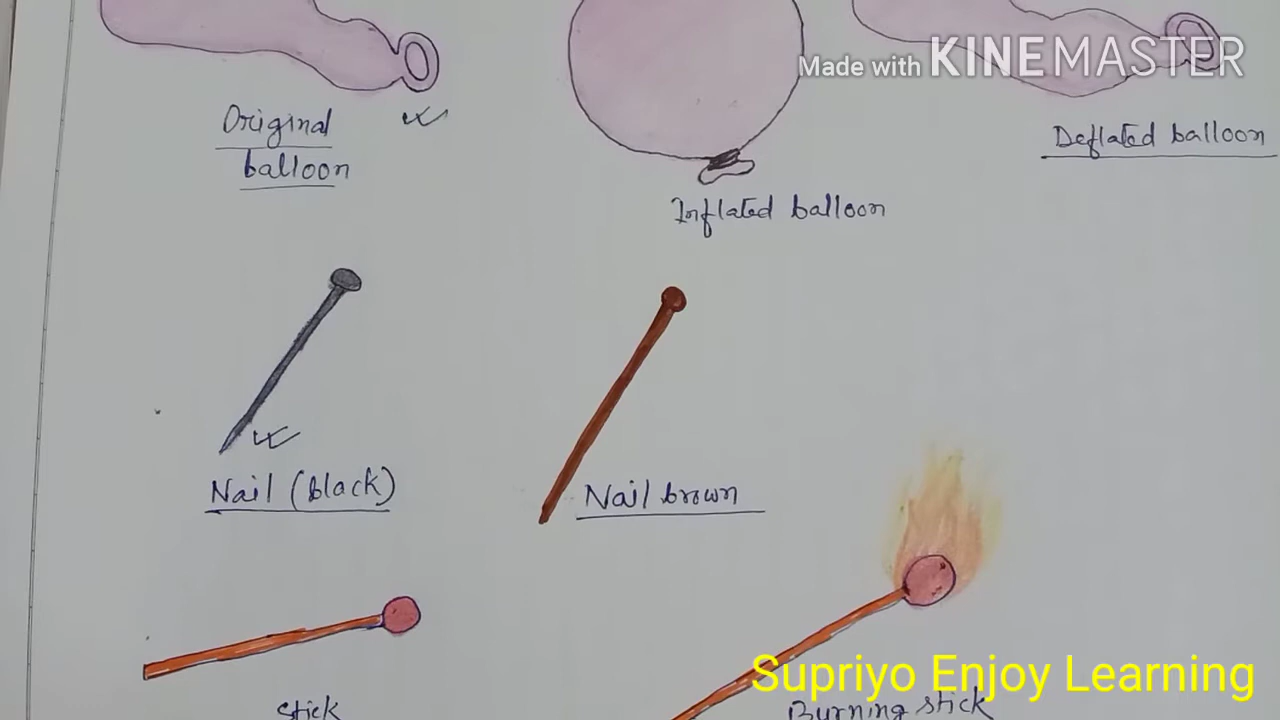 Made with KINEMASTER
Original
balloon
Deflated balloon
Inflated balloon
Nail (black)
Nail brown
Supriyo Enjoy Learning
Stick
Burning stick